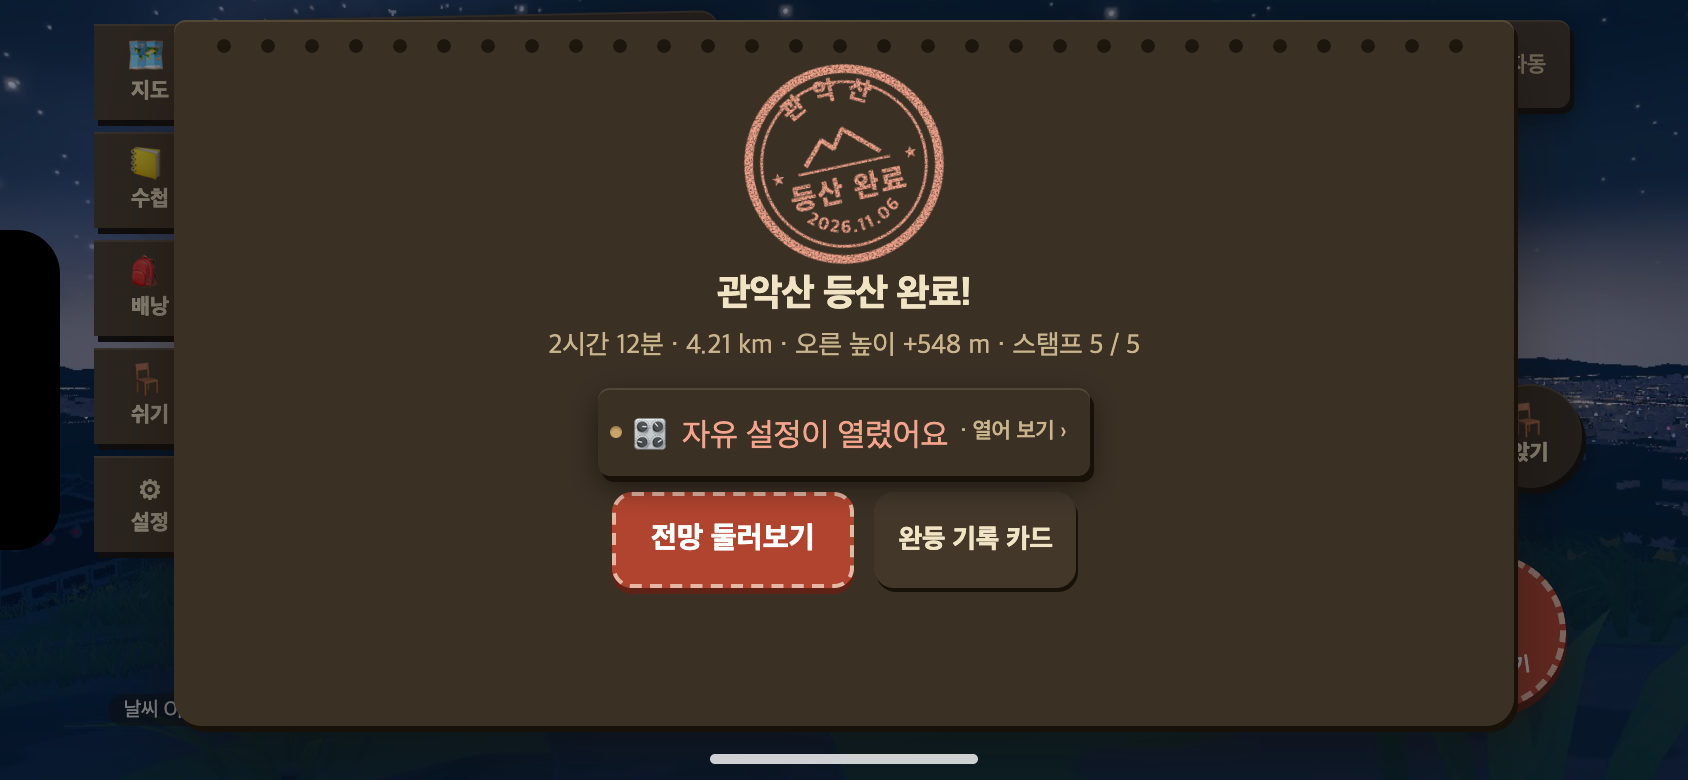 지도
수첩
배낭
쉬기
설정
관악산
등산 완료
2026.11.06
관악산 등산 완료!
2시간 12분 · 4.21 km · 오른 높이 +548 m · 스탬프 5 / 5
자유 설정이 열렸어요 · 열어 보기 ›
전망 둘러보기
완등 기록 카드
앉기
날씨